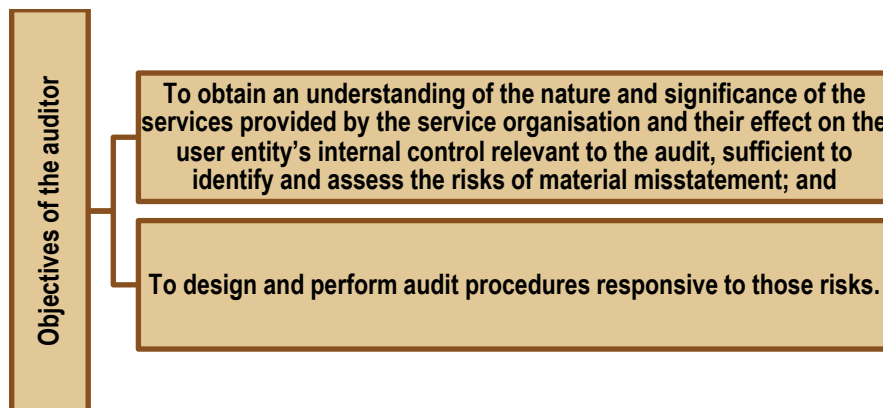 Objectives of the auditor
To obtain an understanding of the nature and significance of the
services provided by the service organisation and their effect on the
user entity's internal control relevant to the audit, sufficient to
identify and assess the risks of material misstatement; and
To design and perform audit procedures responsive to those risks.